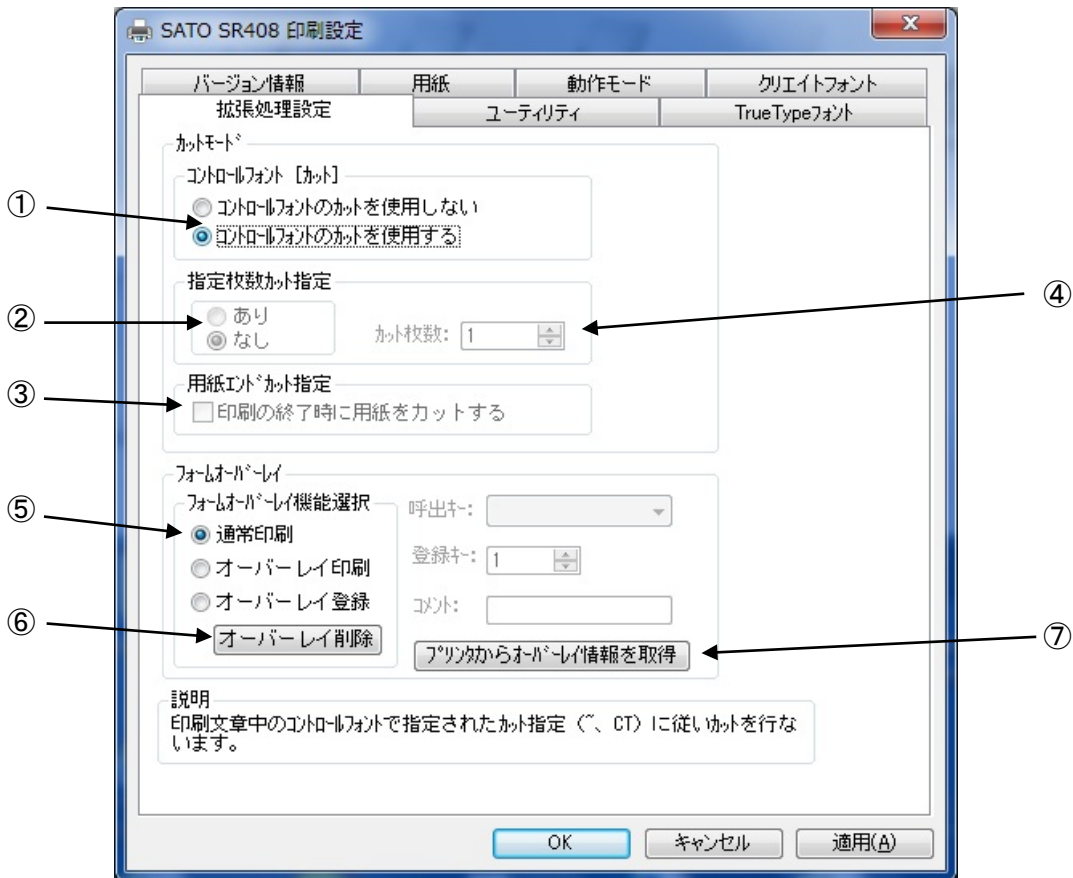 SATO SR408 印刷設定
バージョン情報 用紙 動作モード クリエイトフォント
拡張処理設定 ユーティリティ TrueTypeフォント
カットモード
コントロールフォント [カット]
①
コントロールフォントのカットを使用しない
コントロールフォントのカットを使用する
指定枚数カット指定
②
あり
なし
カット枚数: 1
④
用紙エンドカット指定
③
印刷の終了時に用紙をカットする
フォームオーバーレイ
フォームオーバーレイ機能選択
⑤
通常印刷
オーバーレイ印刷
オーバーレイ登録
⑥
オーバーレイ削除
呼出キー:
登録キー: 1
コメント:
プリンタからオーバーレイ情報を取得
⑦
説明
印刷文章中のコントロールフォントで指定されたカット指定（~、CT）に従いカットを行な
います。
OK キャンセル 適用(A)